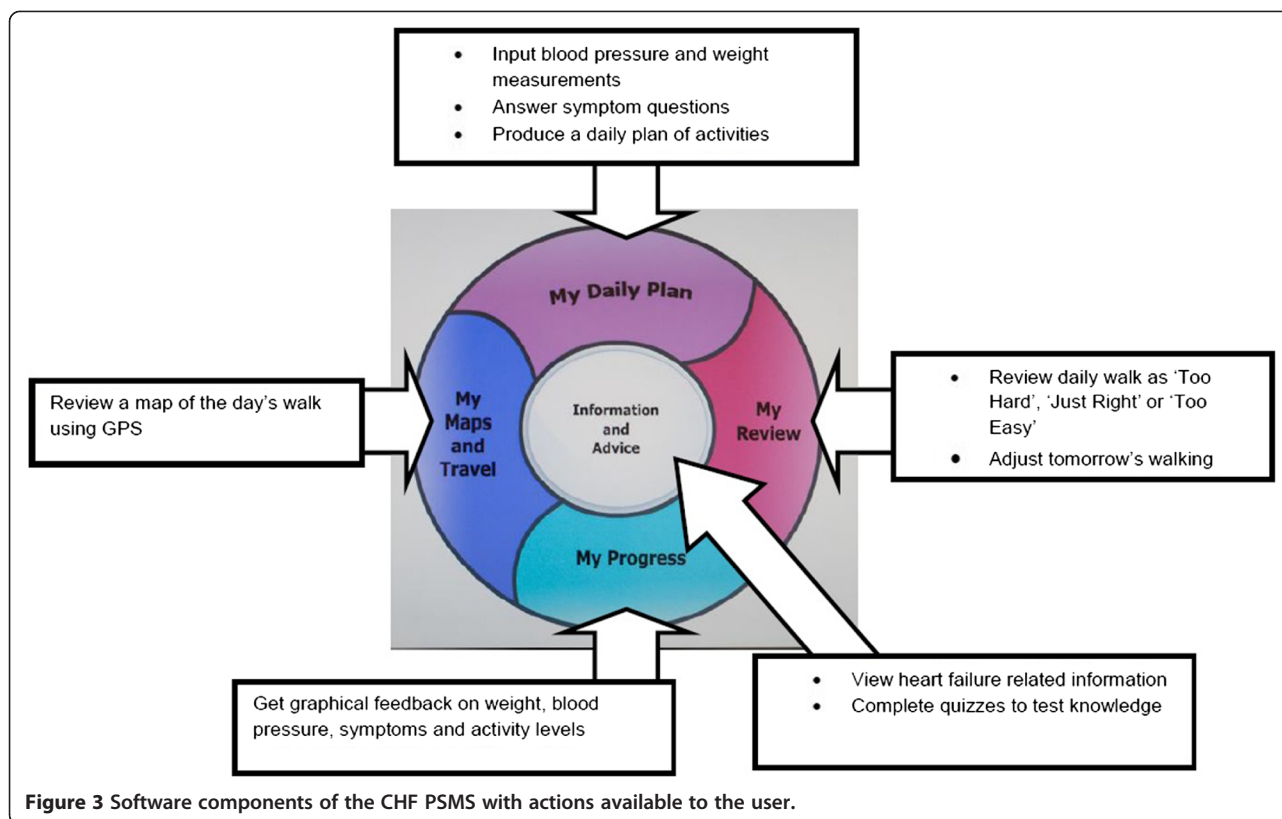 • Input blood pressure and weight
measurements
• Answer symptom questions
• Produce a daily plan of activities
My Daily Plan
Review a map of the day’s walk
using GPS
My
Maps
and
Travel
Information
and
Advice
My
Review
• Review daily walk as ‘Too
Hard’, ‘Just Right’ or ‘Too
Easy’
• Adjust tomorrow’s walking
My Progress
Get graphical feedback on weight, blood
pressure, symptoms and activity levels
• View heart failure related information
• Complete quizzes to test knowledge
Figure 3 Software components of the CHF PSMS with actions available to the user.